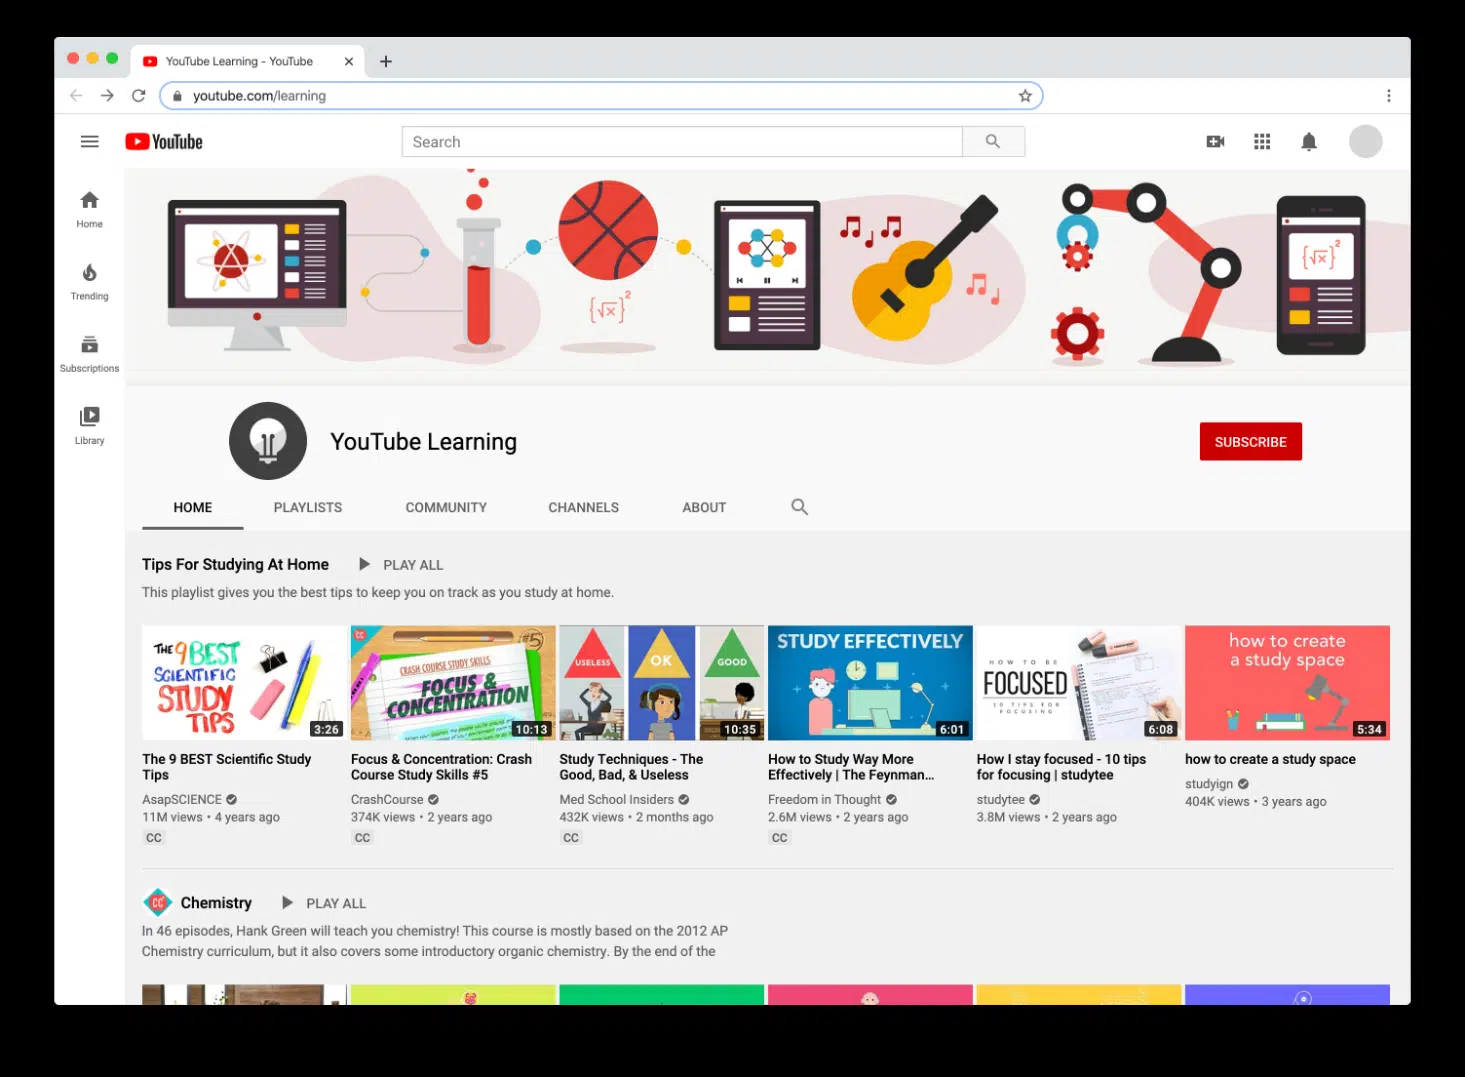 YouTube Learning - YouTube
youtube.com/learning
YouTube
Search
Home
Trending
Subscriptions
Library
{√x}²
{√x}²
YouTube Learning
SUBSCRIBE
HOME
PLAYLISTS
COMMUNITY
CHANNELS
ABOUT
Tips For Studying At Home
PLAY ALL
This playlist gives you the best tips to keep you on track as you study at home.
THE 9 BEST
SCIENTIFIC
STUDY
TIPS
3:26
CC
#5
CRASH COURSE STUDY SKILLS
FOCUS &
CONCENTRATION
10:13
USELESS
OK
GOOD
10:35
STUDY EFFECTIVELY
6:01
HOW TO BE
FOCUSED
10 TIPS FOR
FOCUSING
6:08
how to create
a study space
5:34
The 9 BEST Scientific Study
Tips
AsapSCIENCE
11M views • 4 years ago
CC
Focus & Concentration: Crash
Course Study Skills #5
CrashCourse
374K views • 2 years ago
CC
Study Techniques - The
Good, Bad, & Useless
Med School Insiders
432K views • 2 months ago
CC
How to Study Way More
Effectively | The Feynman...
Freedom in Thought
2.6M views • 2 years ago
CC
How I stay focused - 10 tips
for focusing | studytee
studytee
3.8M views • 2 years ago
how to create a study space
studyign
404K views • 3 years ago
CC
Chemistry
PLAY ALL
In 46 episodes, Hank Green will teach you chemistry! This course is mostly based on the 2012 AP
Chemistry curriculum, but it also covers some introductory organic chemistry. By the end of the